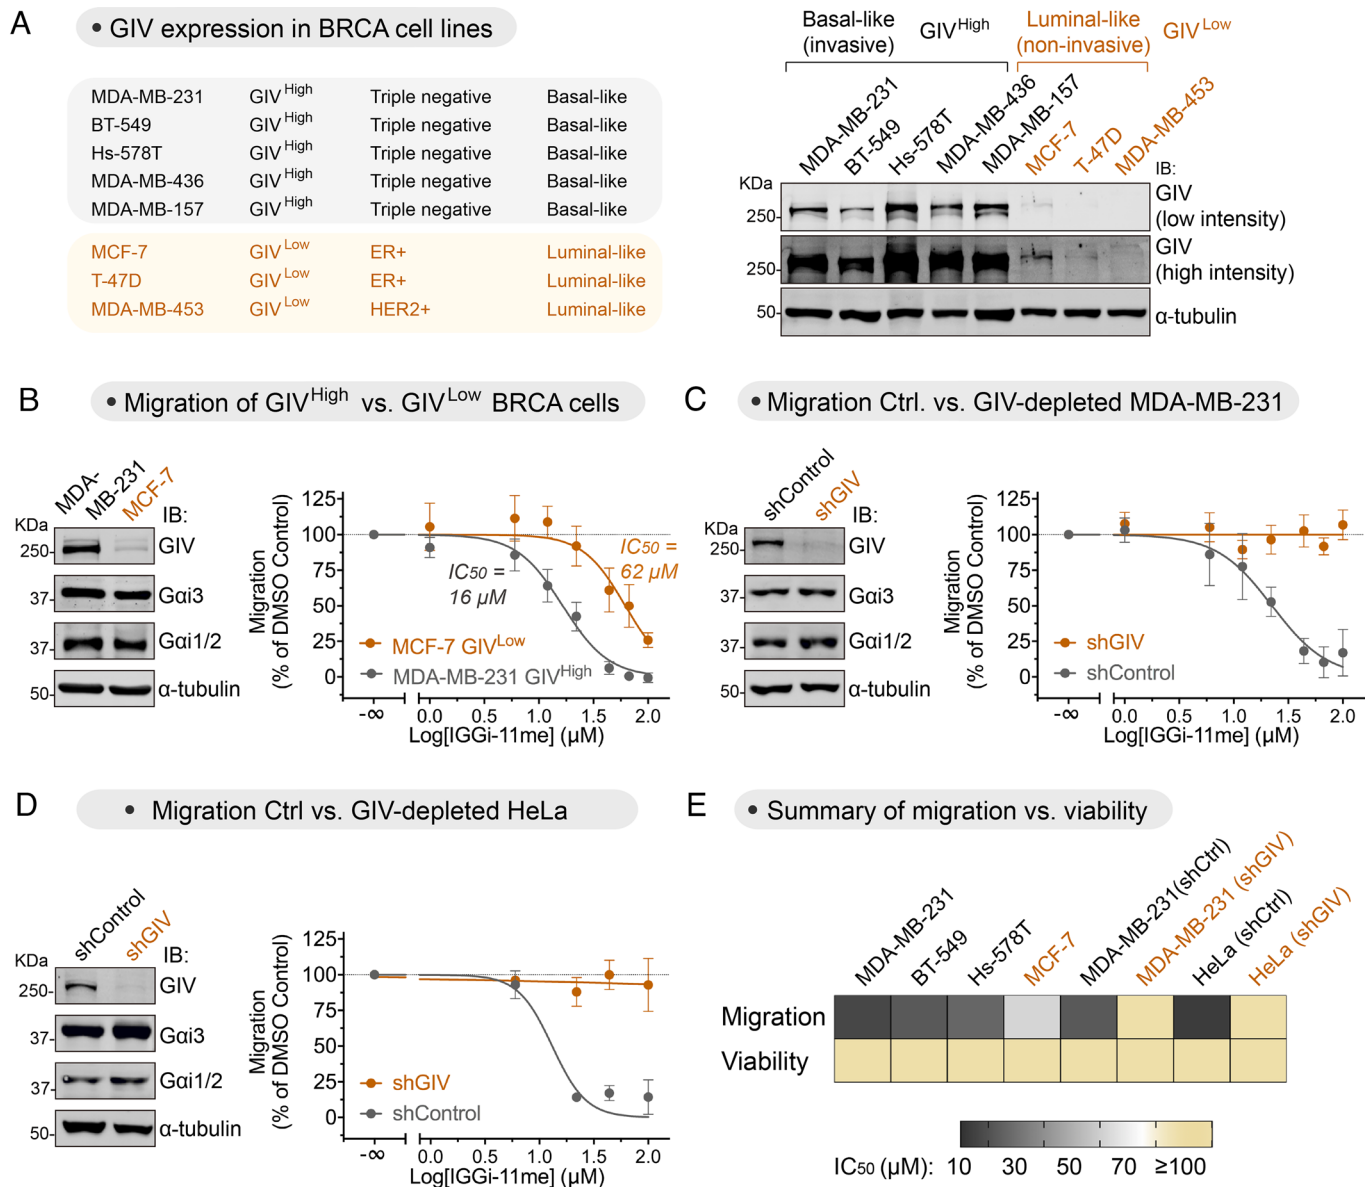 A
• GIV expression in BRCA cell lines
MDA-MB-231 GIV High Triple negative Basal-like
BT-549 GIV High Triple negative Basal-like
Hs-578T GIV High Triple negative Basal-like
MDA-MB-436 GIV High Triple negative Basal-like
MDA-MB-157 GIV High Triple negative Basal-like
MCF-7 GIV Low ER+ Luminal-like
T-47D GIV Low ER+ Luminal-like
MDA-MB-453 GIV Low HER2+ Luminal-like
Basal-like (invasive) GIV High
Luminal-like (non-invasive) GIV Low
MDA-MB-231
BT-549
Hs-578T
MDA-MB-436
MDA-MB-157
MCF-7
T-47D
MDA-MB-453
KDa
IB:
250-
GIV
(low intensity)
250-
GIV
(high intensity)
50-
α-tubulin
B
• Migration of GIV High vs. GIV Low BRCA cells
MDA-
MB-231
MCF-7
KDa
IB:
250-
GIV
37-
Gαi3
37-
Gαi1/2
50-
α-tubulin
Migration
(% of DMSO Control)
125
100
75
50
25
0
IC50 =
16 μM
IC50 =
62 μM
MCF-7 GIV Low
MDA-MB-231 GIV High
-∞ 0.0 0.5 1.0 1.5 2.0
Log[IGGi-11me] (μM)
C
• Migration Ctrl. vs. GIV-depleted MDA-MB-231
shControl
shGIV
KDa
IB:
250-
GIV
37-
Gαi3
37-
Gαi1/2
50-
α-tubulin
Migration
(% of DMSO Control)
125
100
75
50
25
0
shGIV
shControl
-∞ 0.0 0.5 1.0 1.5 2.0
Log[IGGi-11me] (μM)
D
• Migration Ctrl vs. GIV-depleted HeLa
shControl
shGIV
KDa
IB:
250-
GIV
37-
Gαi3
37-
Gαi1/2
50-
α-tubulin
Migration
(% of DMSO Control)
125
100
75
50
25
0
shGIV
shControl
-∞ 0.0 0.5 1.0 1.5 2.0
Log[IGGi-11me] (μM)
E
• Summary of migration vs. viability
MDA-MB-231
BT-549
Hs-578T
MCF-7
MDA-MB-231(shCtrl)
MDA-MB-231 (shGIV)
HeLa (shCtrl)
HeLa (shGIV)
Migration
Viability
IC50 (μM): 10 30 50 70 ≥100